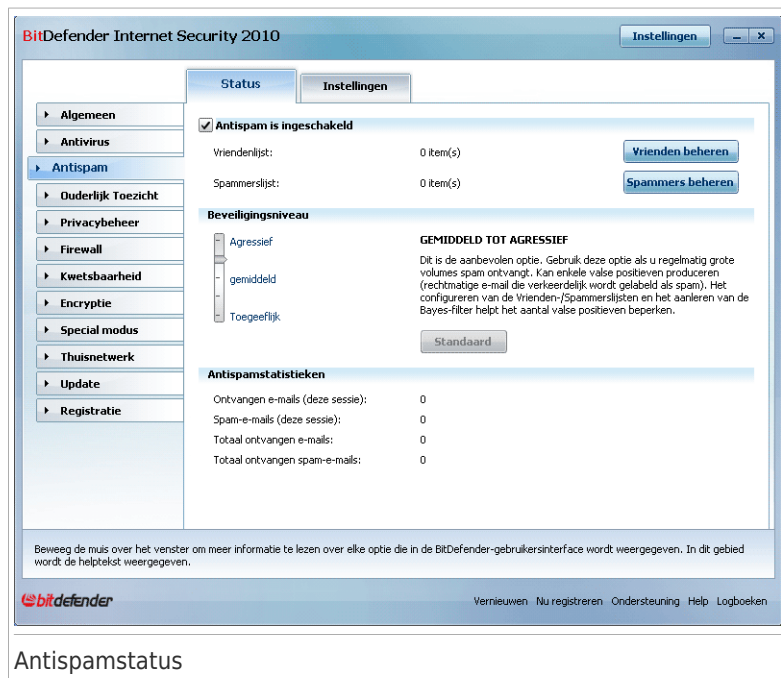 BitDefender Internet Security 2010
Instellingen
Status
Instellingen
Algemeen
Antivirus
Antispam
Ouderlijk Toezicht
Privacybeheer
Firewall
Kwetsbaarheid
Encryptie
Special modus
Thuisnetwerk
Update
Registratie
Antispam is ingeschakeld
Vriendenlijst: 0 item(s) Vrienden beheren
Spammerslijst: 0 item(s) Spammers beheren
Beveiligingsniveau
Agressief
gemiddeld
Toegeeflijk
GEMIDDELD TOT AGRESSIEF
Dit is de aanbevolen optie. Gebruik deze optie als u regelmatig grote
volumes spam ontvangt. Kan enkele valse positieven produceren
(rechtmatige e-mail die verkeerdelijk wordt gelabeld als spam). Het
configureren van de Vrienden-/Spammerslijsten en het aanleren van de
Bayes-filter helpt het aantal valse positieven beperken.
Standaard
Antispamstatistieken
Ontvangen e-mails (deze sessie): 0
Spam-e-mails (deze sessie): 0
Totaal ontvangen e-mails: 0
Totaal ontvangen spam-e-mails: 0
Beweeg de muis over het venster om meer informatie te lezen over elke optie die in de BitDefender-gebruikersinterface wordt weergegeven. In dit gebied
wordt de helptekst weergegeven.
bitdefender
Vernieuwen Nu registreren Ondersteuning Help Logboeken
Antispamstatus